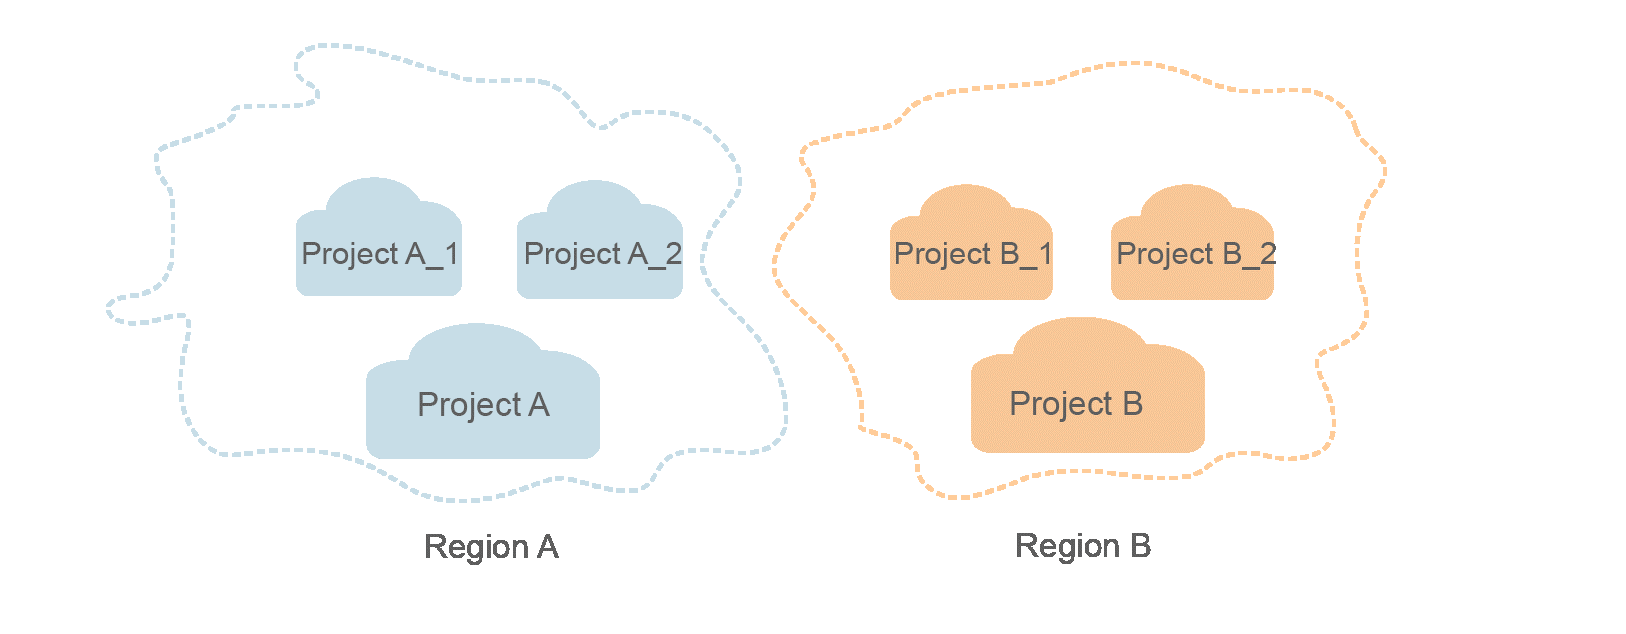 Project A_1
Project A_2
Project A
Region A
Project B_1
Project B_2
Project B
Region B